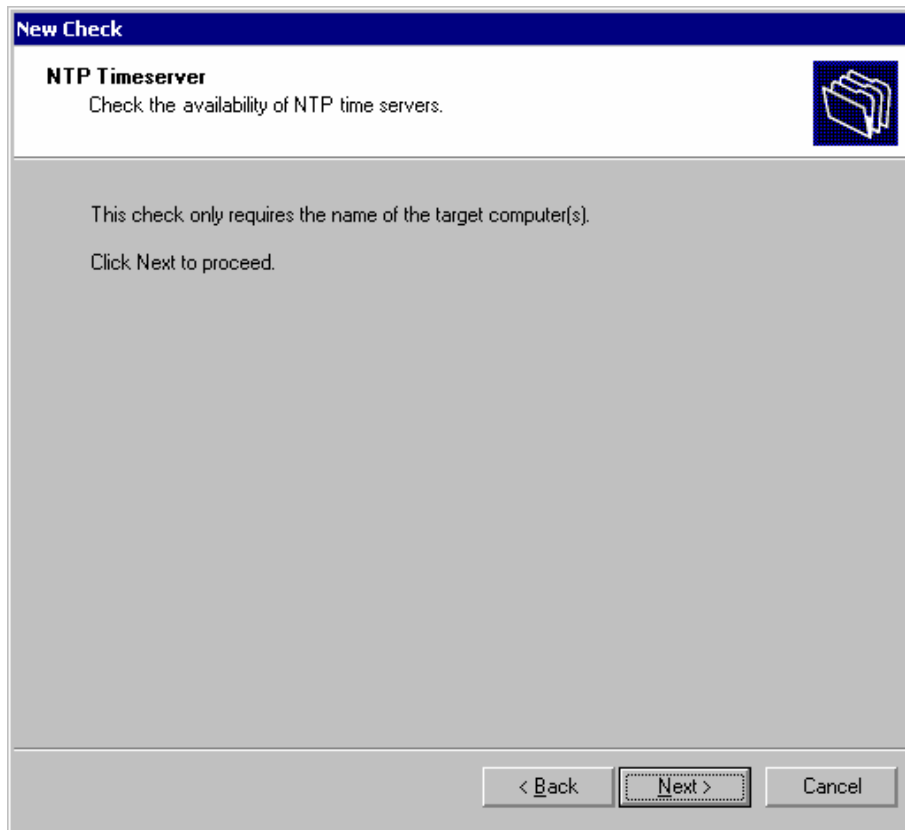 New Check
NTP Timeserver
Check the availability of NTP time servers.
This check only requires the name of the target computer(s).
Click Next to proceed.
< Back
Next >
Cancel